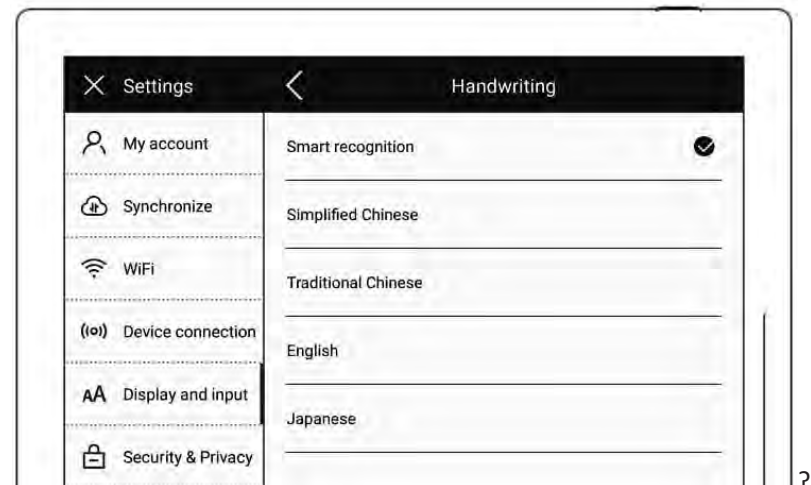 Settings
Handwriting
My account
Synchronize
WiFi
Device connection
AA Display and input
Security & Privacy
Smart recognition
Simplified Chinese
Traditional Chinese
English
Japanese
?